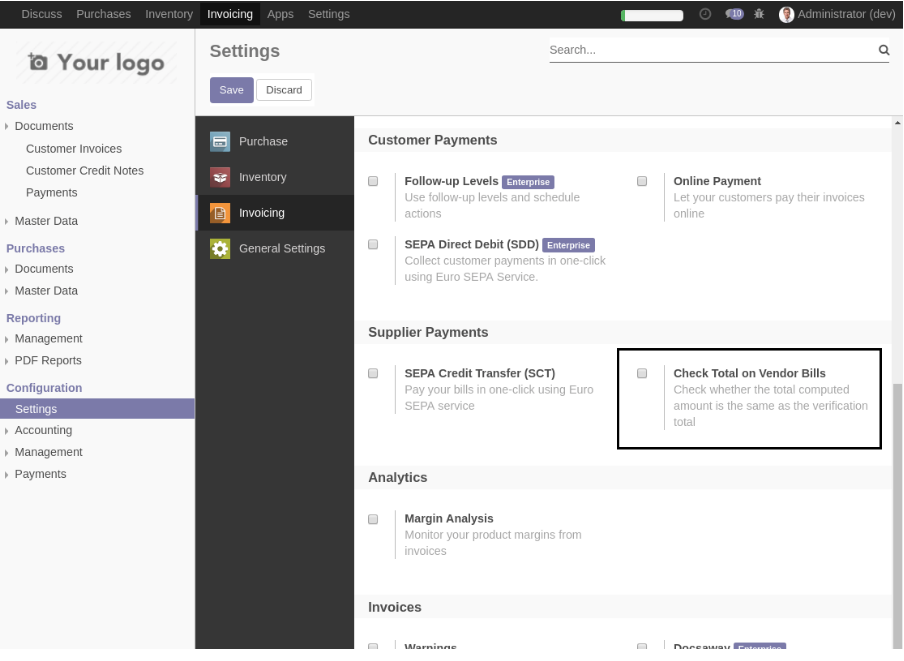 Discuss Purchases Inventory Invoicing Apps Settings 10 Administrator (dev)
Your logo
Settings
Search...
Save Discard
Sales
Documents
Customer Invoices
Customer Credit Notes
Payments
Master Data
Purchases
Documents
Master Data
Reporting
Management
PDF Reports
Configuration
Settings
Accounting
Management
Payments
Purchase
Inventory
Invoicing
General Settings
Customer Payments
Follow-up Levels Enterprise
Use follow-up levels and schedule
actions
Online Payment
Let your customers pay their invoices
online
SEPA Direct Debit (SDD) Enterprise
Collect customer payments in one-click
using Euro SEPA Service.
Supplier Payments
SEPA Credit Transfer (SCT)
Pay your bills in one-click using Euro
SEPA service
Check Total on Vendor Bills
Check whether the total computed
amount is the same as the verification
total
Analytics
Margin Analysis
Monitor your product margins from
invoices
Invoices
Warnings
Docsaway Enterprise